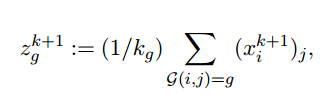 z_g^{k+1} := (1/k_g) \sum_{\mathcal{G}(i,j)=g} (x_i^{k+1})_j,